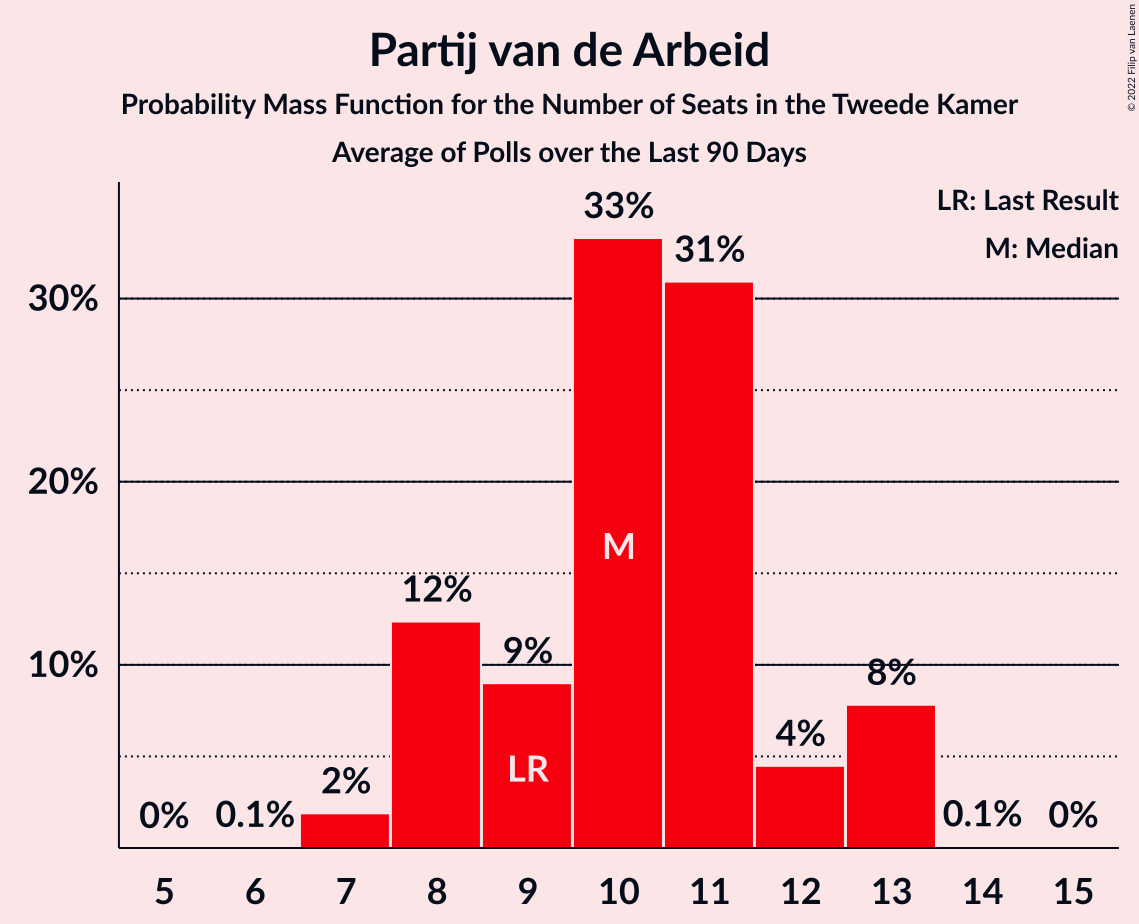 Partij van de Arbeid
Probability Mass Function for the Number of Seats in the Tweede Kamer
Average of Polls over the Last 90 Days
© 2022 Filip van Laenen
LR: Last Result
M: Median
30%
20%
10%
0%
0.1%
2%
12%
9%
33%
31%
4%
8%
0.1%
0%
M
LR
5 6 7 8 9 10 11 12 13 14 15